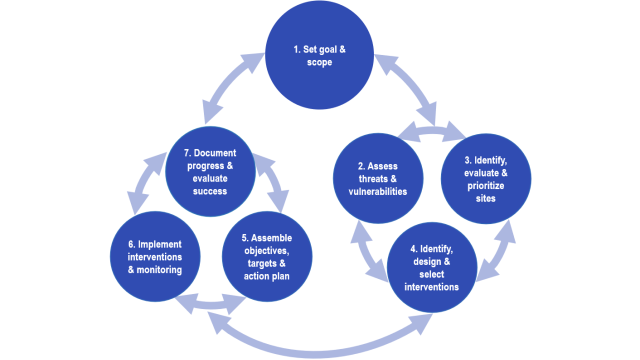 1. Set goal &
scope
2. Assess
threats &
vulnerabilities
3. Identify,
evaluate &
prioritize
sites
4. Identify,
design &
select
interventions
5. Assemble
objectives,
targets &
action plan
6. Implement
interventions
& monitoring
7. Document
progress &
evaluate
success